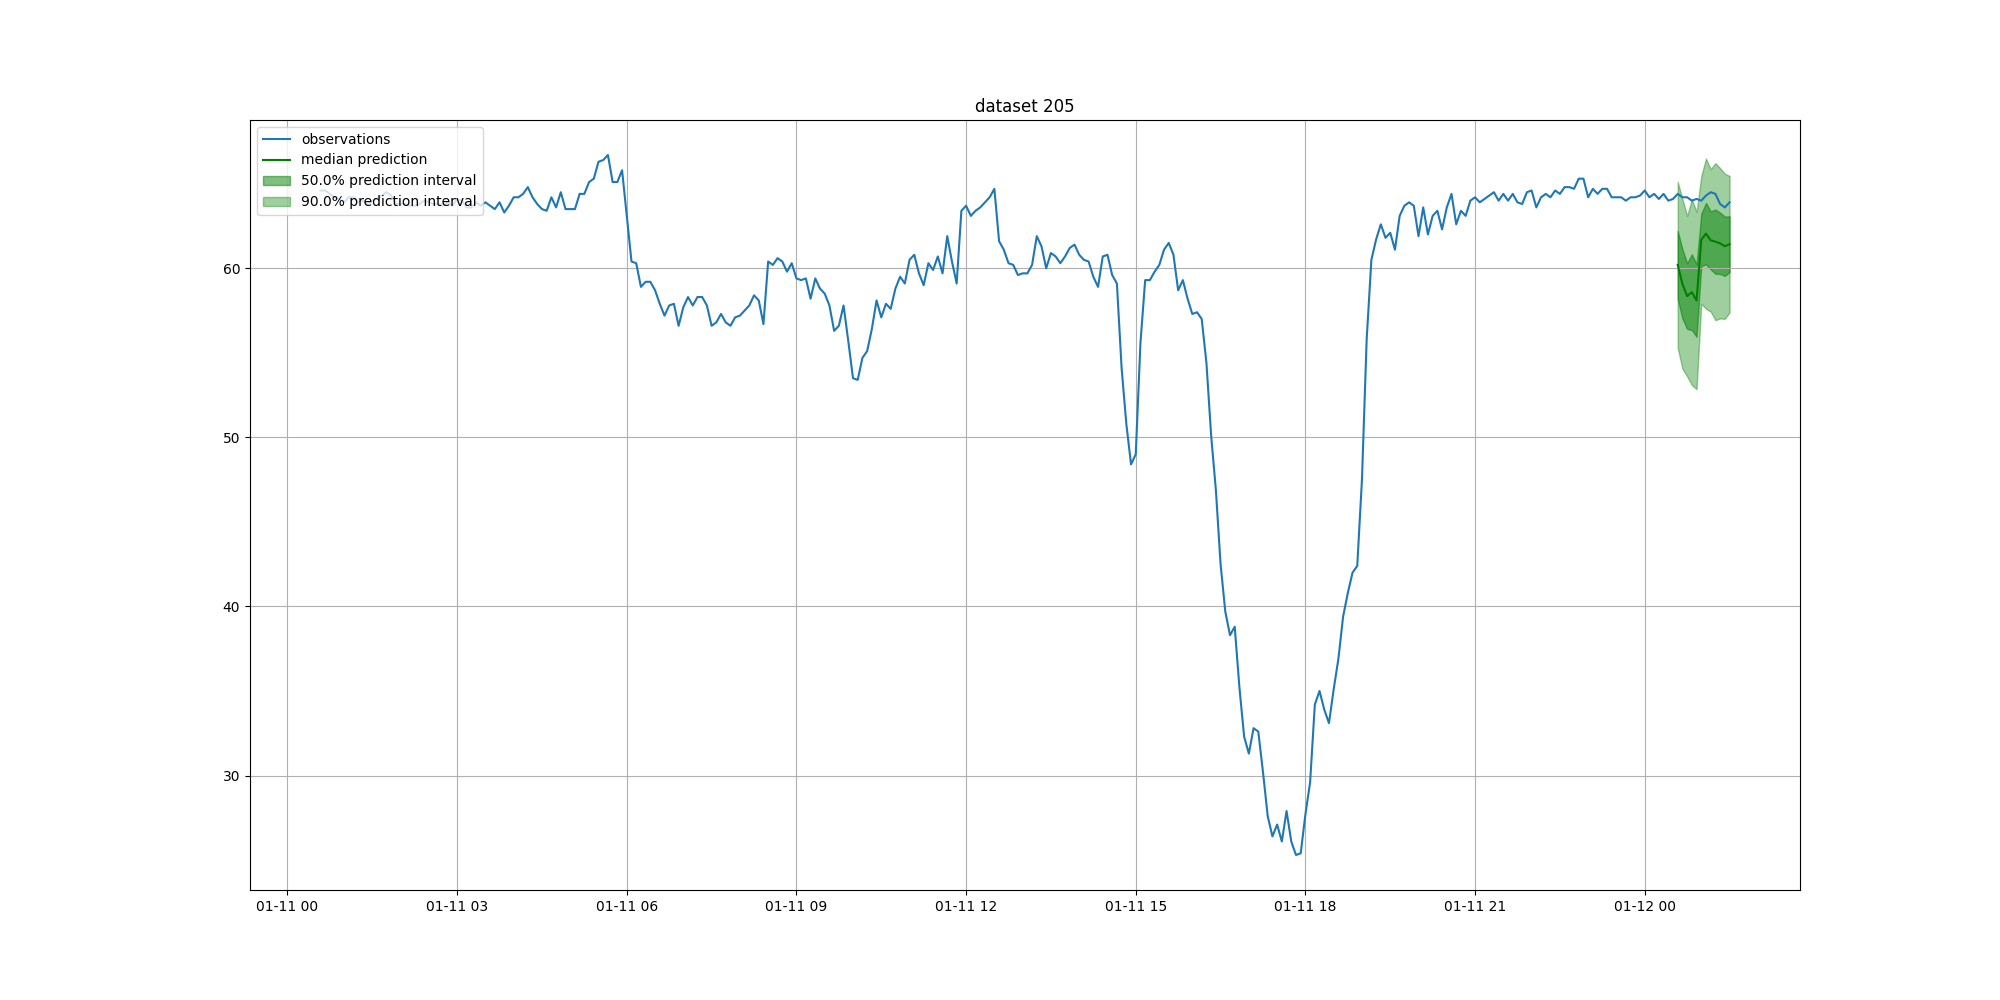 dataset 205
observations
median prediction
50.0% prediction interval
90.0% prediction interval
60
50
40
30
01-11 00
01-11 03
01-11 06
01-11 09
01-11 12
01-11 15
01-11 18
01-11 21
01-12 00